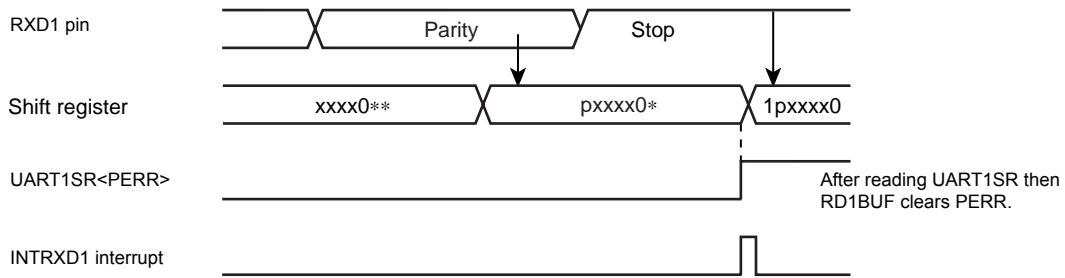 RXD1 pin
Parity
Stop
Shift register
xxxx0**
pxxxx0*
1pxxxx0
UART1SR<PERR>
After reading UART1SR then
RD1BUF clears PERR.
INTRXD1 interrupt